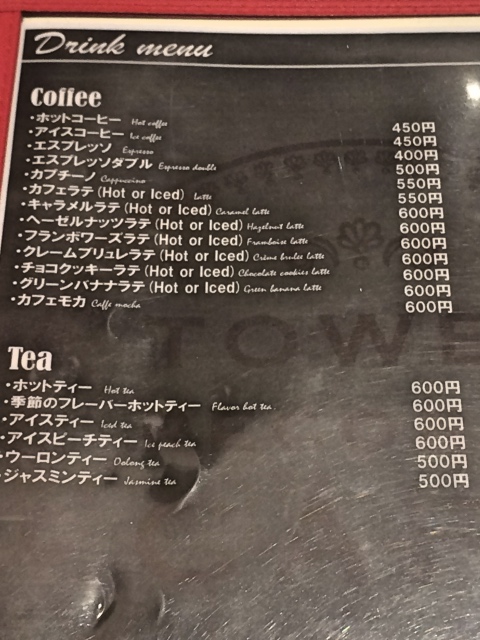 Drink menu
Coffee
・ホットコーヒー Hot coffee 450円
・アイスコーヒー Ice coffee 450円
・エスプレッソ Espresso 400円
・エスプレッソダブル Espresso double 500円
・カプチーノ Cappuccino 550円
・カフェラテ(Hot or Iced) Latte 550円
・キャラメルラテ(Hot or Iced) Caramel latte 600円
・ヘーゼルナッツラテ(Hot or Iced) Hazelnut latte 600円
・フランボワーズラテ(Hot or Iced) Framboise latte 600円
・クレームブリュレラテ(Hot or Iced) Crème brulee latte 600円
・チョコクッキーラテ(Hot or Iced) Chocolate cookies latte 600円
・グリーンバナナラテ(Hot or Iced) Green banana latte 600円
・カフェモカ Caffe mocha 600円
TOWE
Tea
・ホットティー Hot tea 600円
・季節のフレーバーホットティー Flavor hot tea. 600円
・アイスティー Iced tea 600円
・アイスピーチティー Ice peach tea 600円
・ウーロンティー Oolong tea 500円
・ジャスミンティー Jasmine tea 500円